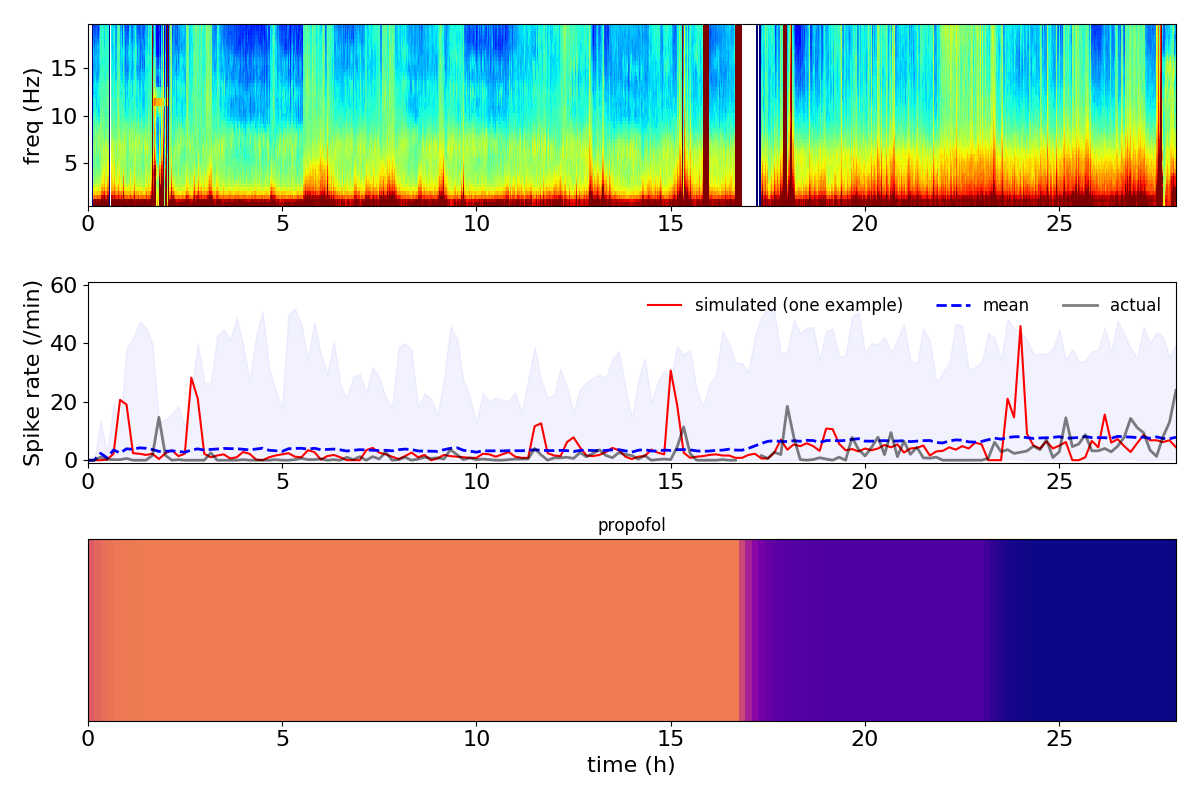 freq (Hz)
15
10
5
0 5 10 15 20 25
Spike rate (/min)
60
40
20
0
simulated (one example) mean actual
0 5 10 15 20 25
propofol
0 5 10 15 20 25
time (h)